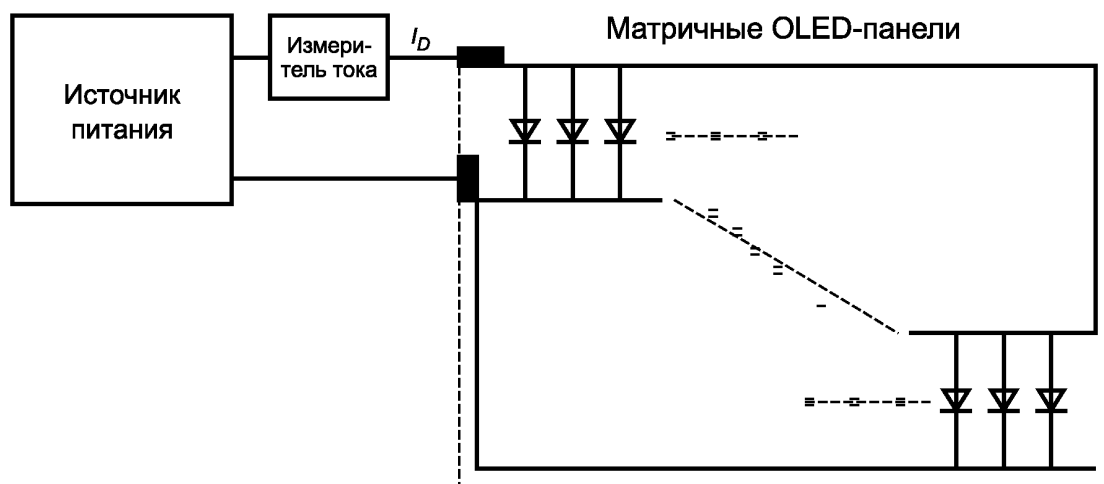 Матричные OLED-панели
Источник
питания
Измери-
тель тока
I_D